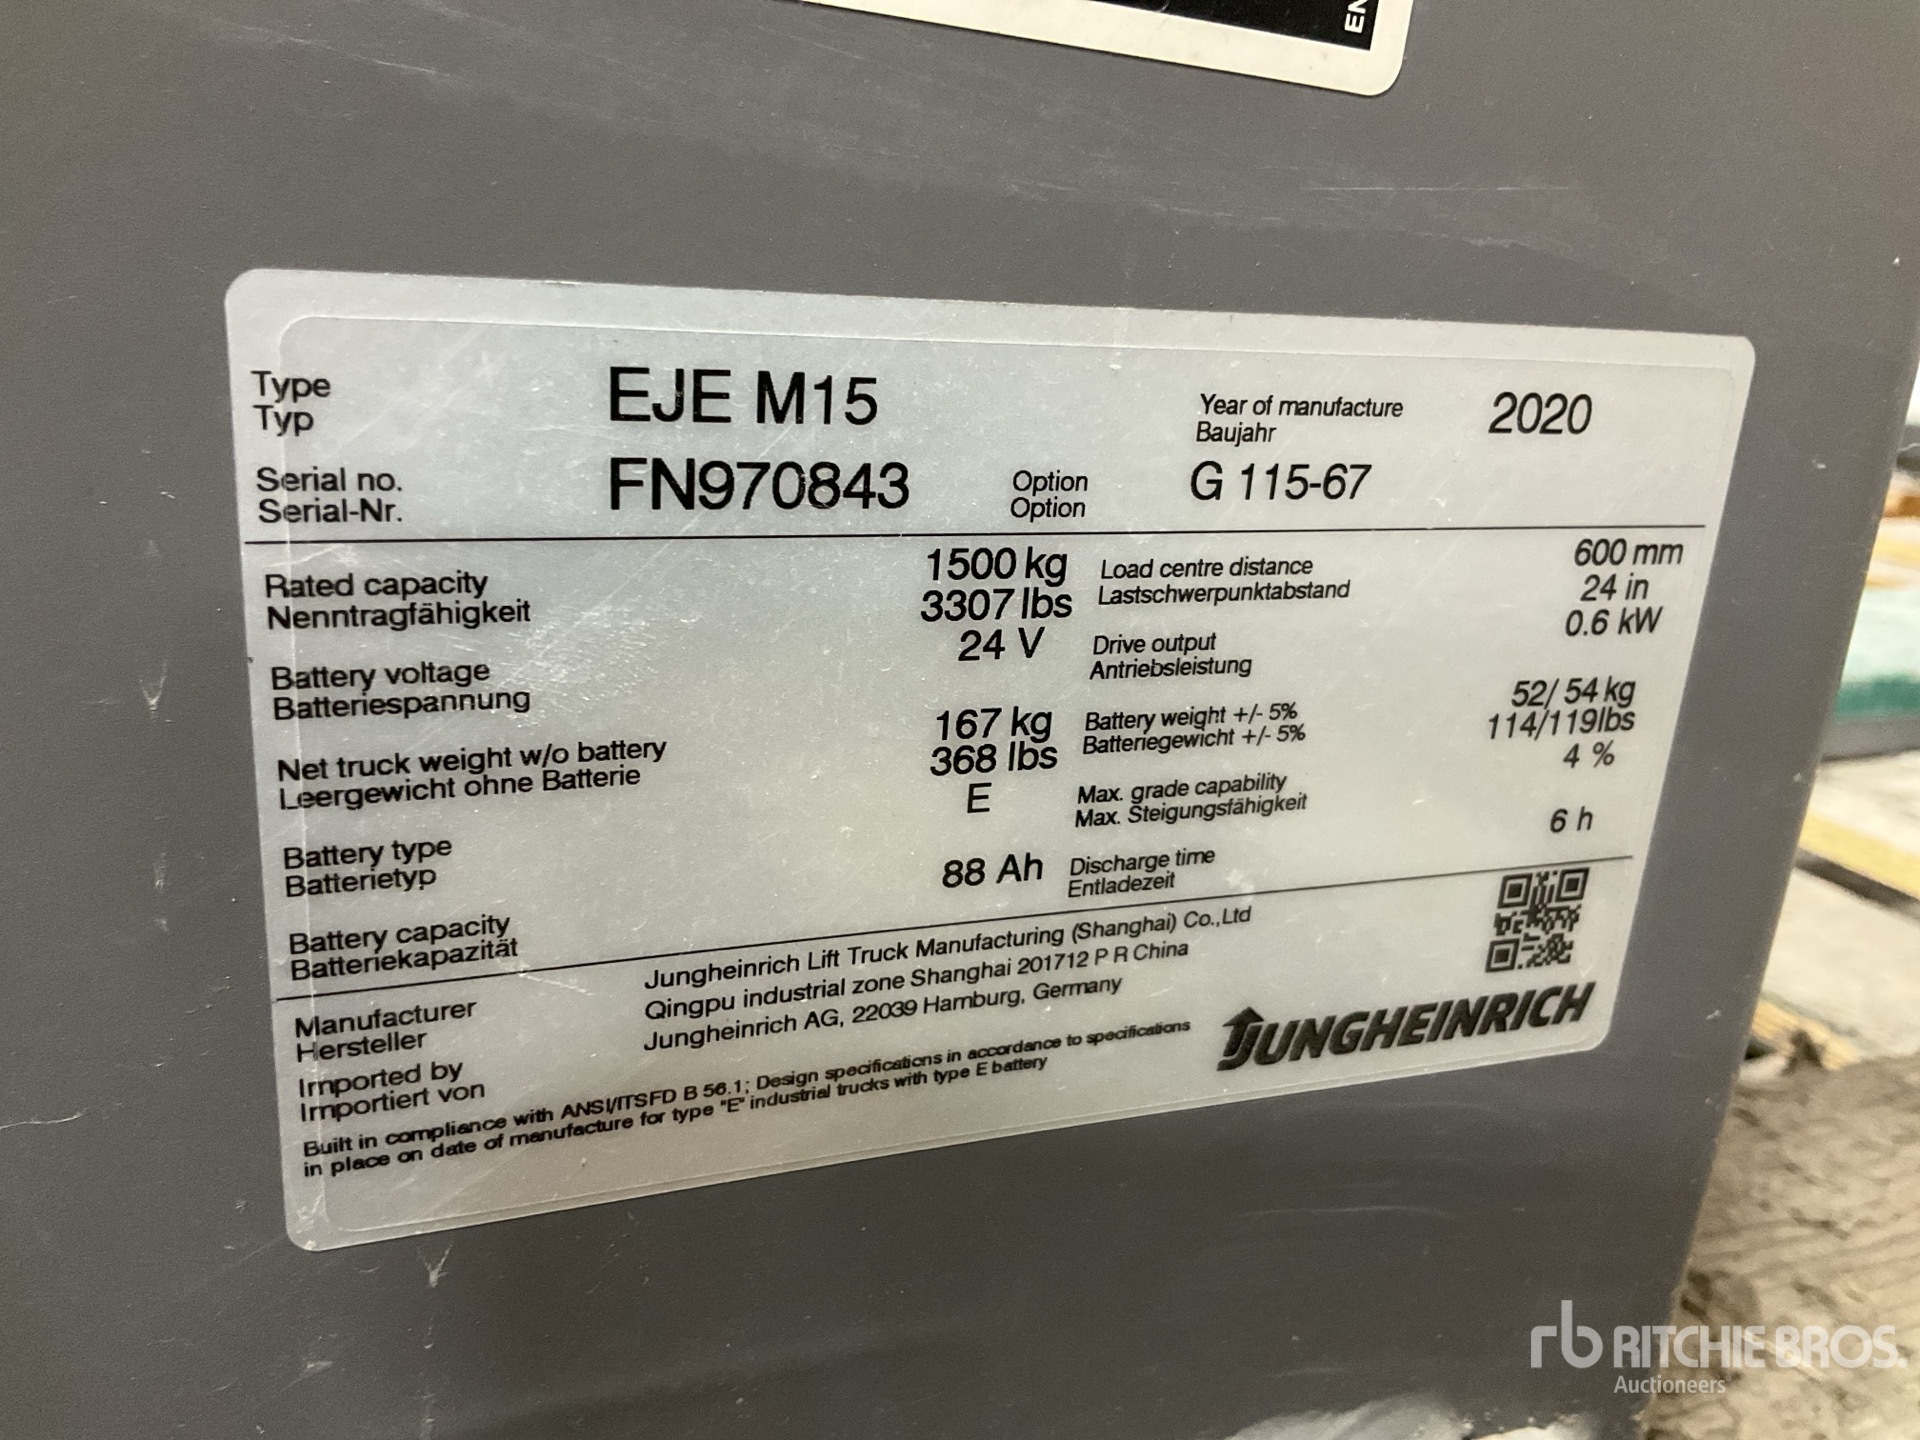 EN
Type EJE M15 Year of manufacture 2020
Typ Baujahr
Serial no. FN970843 Option G 115-67
Serial-Nr. Option
Rated capacity 1500 kg Load centre distance 600 mm
Nenntragfähigkeit 3307 lbs Lastschwerpunktabstand 24 in
Battery voltage 24 V Drive output 0.6 kW
Batteriespannung Antriebsleistung
Net truck weight w/o battery 167 kg Battery weight +/- 5% 52/ 54 kg
Leergewicht ohne Batterie 368 lbs Batteriegewicht +/- 5% 114/119lbs
Battery type E Max. grade capability 4 %
Batterietyp Max. Steigungsfähigkeit
Battery capacity 88 Ah Discharge time 6 h
Batteriekapazität Entladezeit
Manufacturer Jungheinrich Lift Truck Manufacturing (Shanghai) Co.,Ltd
Hersteller Qingpu industrial zone Shanghai 201712 P R China
Imported by Jungheinrich AG, 22039 Hamburg, Germany
Importiert von
Built in compliance with ANSI/ITSFD B 56.1; Design specifications in accordance to specifications
in place on date of manufacture for type "E" industrial trucks with type E battery
JUNGHEINRICH
rb RITCHIE BROS.
Auctioneers